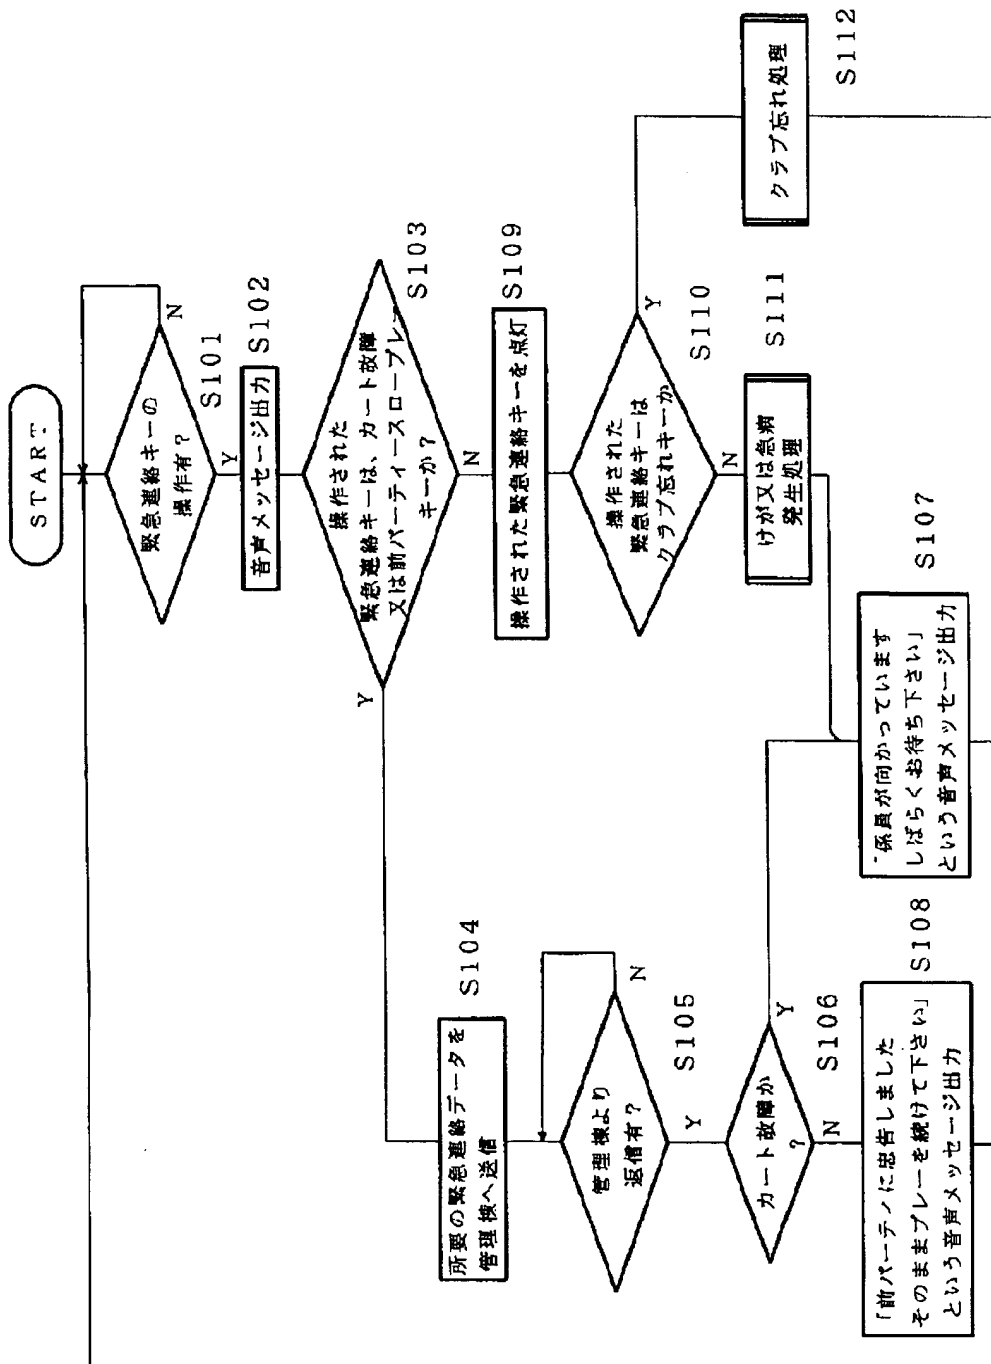 START
緊急連絡キーの
操作有?
N
S101
Y
音声メッセージ出力
S102
操作された
緊急連絡キーは、カート故障
又は前パーティースロープレー
キーか?
S103
Y
N
所要の緊急連絡データを
管理棟へ送信
S104
管理棟より
返信有?
N
S105
Y
カート故障か
?
Y
S106
N
「前パーティに忠告しました
そのままプレーを続けて下さい」
という音声メッセージ出力
S108
「係員が向かっています
しばらくお待ち下さい」
という音声メッセージ出力
S107
操作された緊急連絡キーを点灯
S109
操作された
緊急連絡キーは
クラブ忘れキーか
Y
S110
N
けが又は急病
発生処理
S111
クラブ忘れ処理
S112